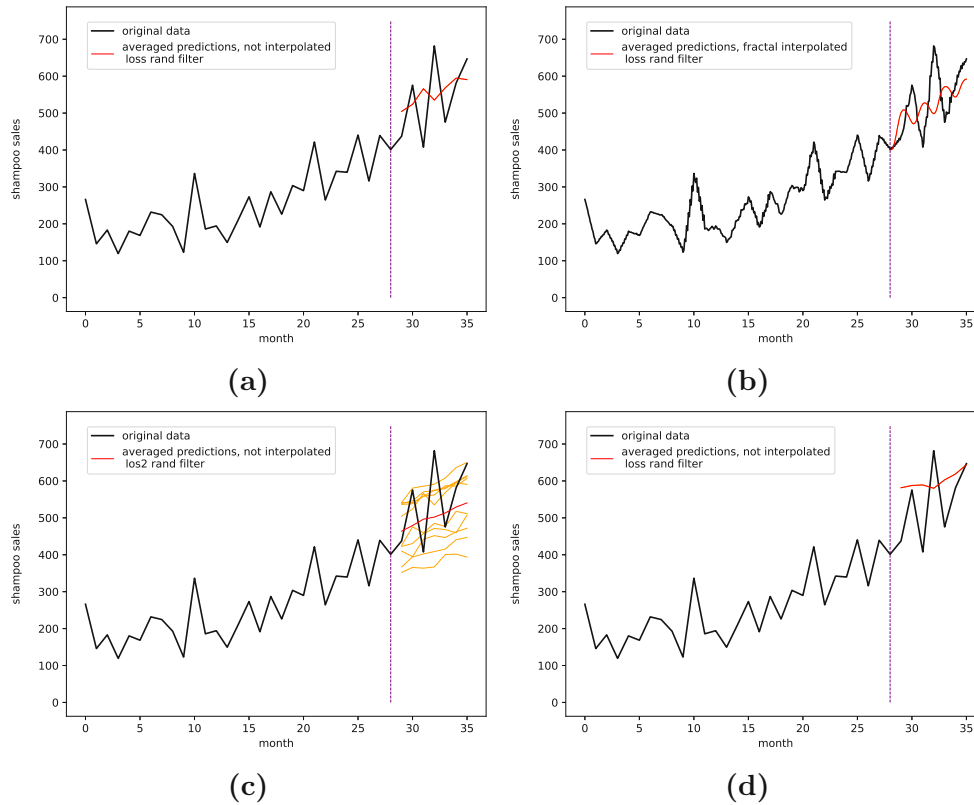 original data
averaged predictions, not interpolated
loss rand filter
700
600
500
400
300
200
100
0
shampoo sales
0 5 10 15 20 25 30 35
month
(a)
original data
averaged predictions, fractal interpolated
loss rand filter
700
600
500
400
300
200
100
0
shampoo sales
0 5 10 15 20 25 30 35
month
(b)
original data
averaged predictions, not interpolated
los2 rand filter
700
600
500
400
300
200
100
0
shampoo sales
0 5 10 15 20 25 30 35
month
(c)
original data
averaged predictions, not interpolated
loss rand filter
700
600
500
400
300
200
100
0
shampoo sales
0 5 10 15 20 25 30 35
month
(d)